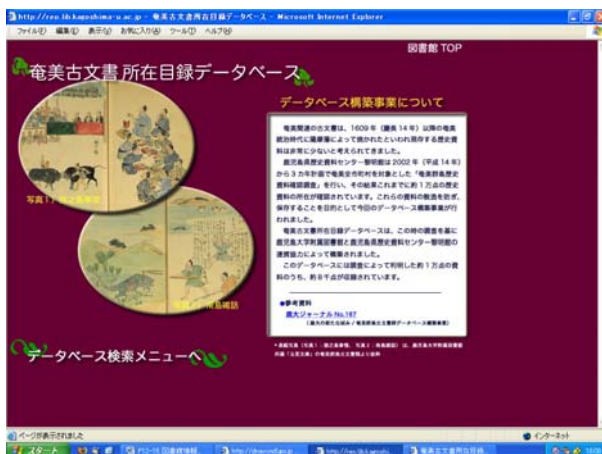 http://reo.lib.kagoshima-u.ac.jp - 奄美古文書所在目録データベース - Microsoft Internet Explorer
ファイル(F) 編集(E) 表示(V) お気に入り(A) ツール(T) ヘルプ(H)
図書館 TOP
奄美古文書所在目録データベース
データベース構築事業について
奄美関連の古文書は、1609 年 (慶長 14 年) 以降の奄美
統治時代に薩摩藩によって焼かれたといわれ現存する歴史資
料は非常に少ないと考えられてきました。
鹿児島県歴史資料センター黎明館は 2002 年 (平成 14 年)
から 3 カ年計画で奄美全市町村を対象とした「奄美群島歴史
資料確認調査」を行い、その結果これまでに約 1 万点の歴史
資料の所在が確認されています。これらの資料の散逸を防ぎ、
保存することを目的として今回のデータベース構築事業が行
われました。
奄美古文書所在目録データベースは、この時の調査を基に
鹿児島大学附属図書館と鹿児島県歴史資料センター黎明館の
連携協力によって構築されました。
このデータベースには調査によって判明した約 1 万点の資
料のうち、約 8 千点が収録されています。
●参考資料
鹿大ジャーナル No.167
データベース検索メニューへ
ページが表示されました
インターネット
スタート